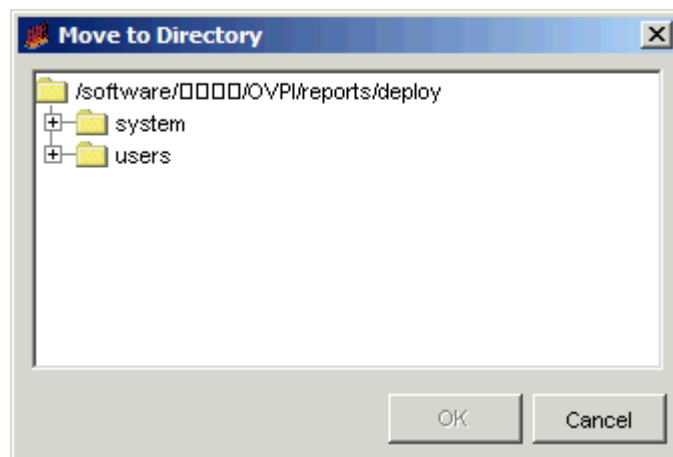 Move to Directory
/software/□□□□/OVPI/reports/deploy
system
users
OK
Cancel